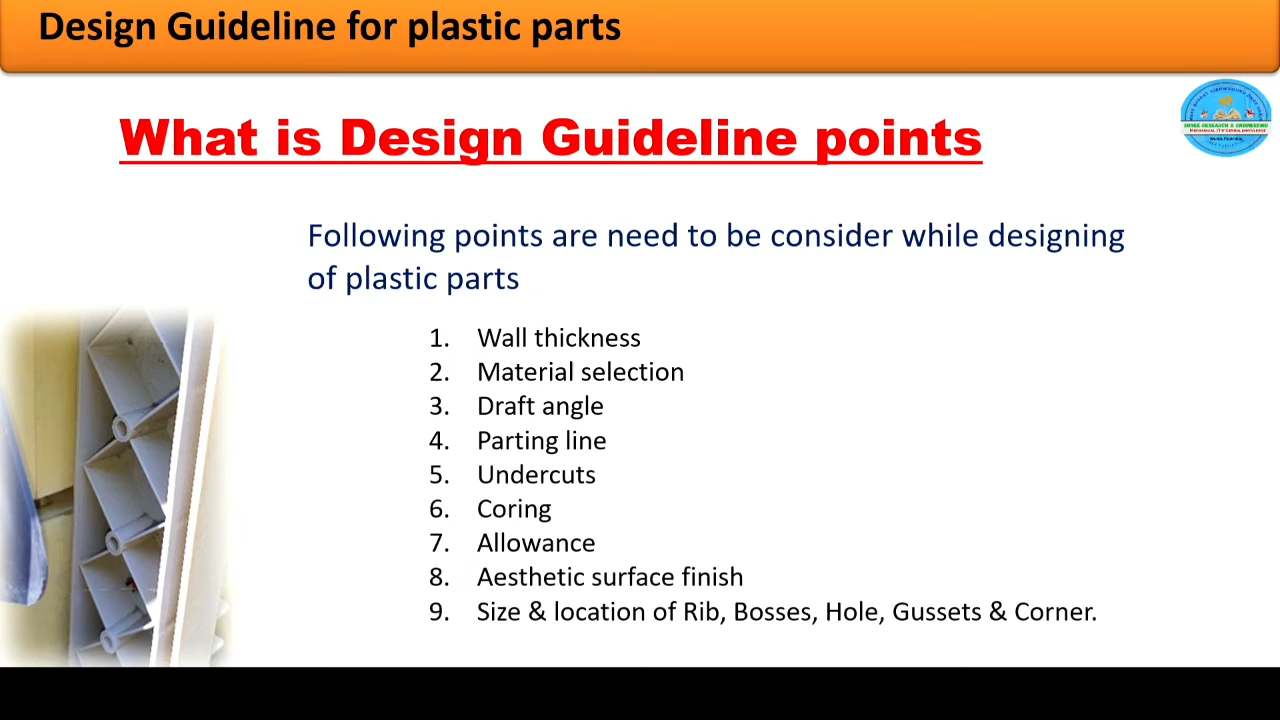 Design Guideline for plastic parts
What is Design Guideline points
Following points are need to be consider while designing
of plastic parts
1. Wall thickness
2. Material selection
3. Draft angle
4. Parting line
5. Undercuts
6. Coring
7. Allowance
8. Aesthetic surface finish
9. Size & location of Rib, Bosses, Hole, Gussets & Corner.